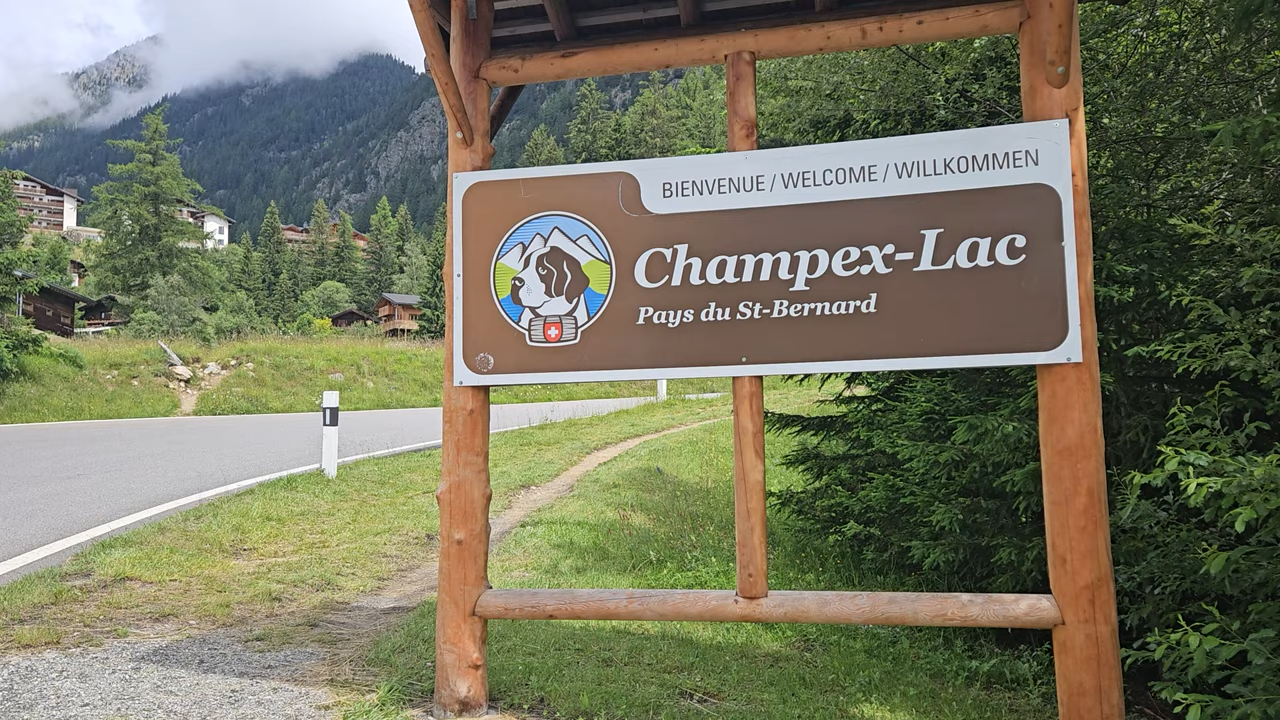 BIENVENUE / WELCOME / WILLKOMMEN
Champex-Lac
Pays du St-Bernard